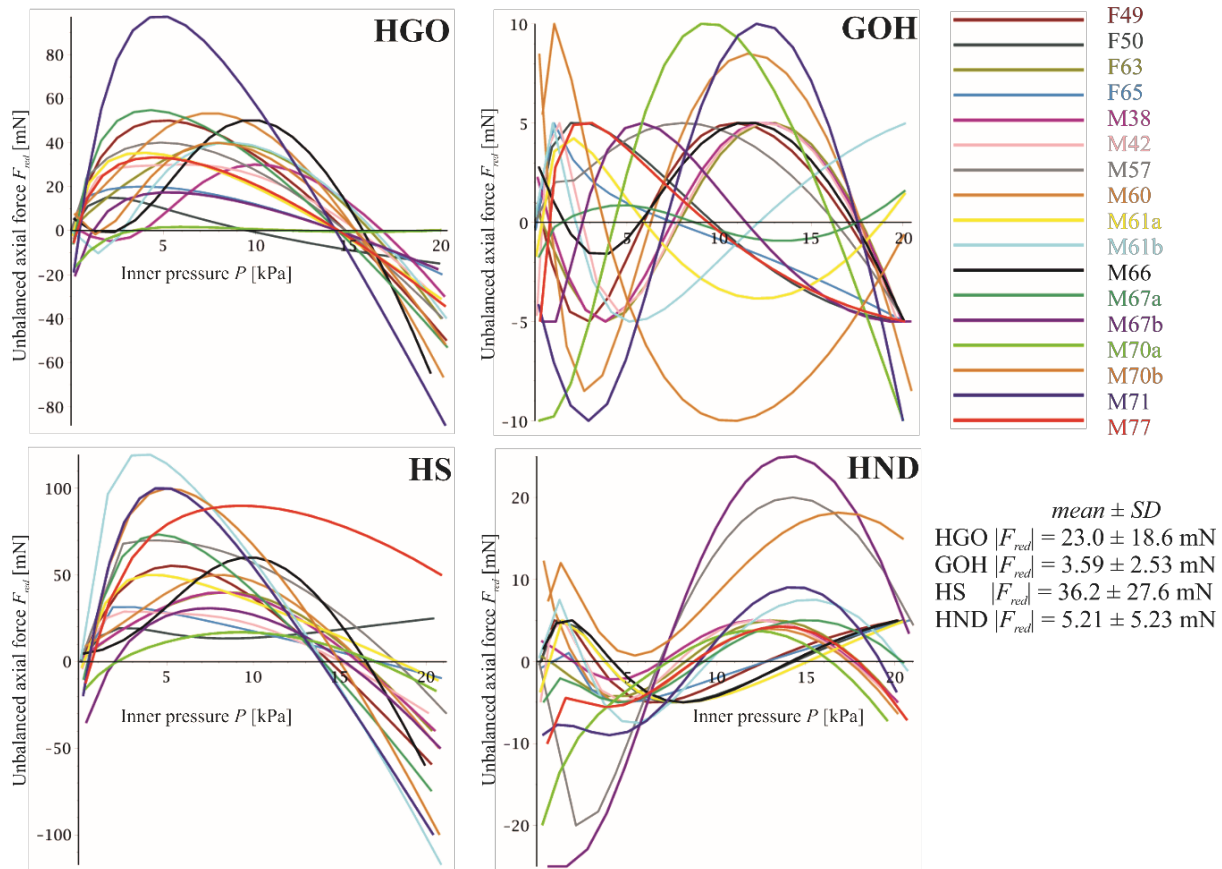 HGO
80
60
40
20
0
-20
-40
-60
-80
5
10
15
20
Unbalanced axial force F_red [mN]
Inner pressure P [kPa]
GOH
10
5
0
-5
-10
5
10
15
20
Unbalanced axial force F_red [mN]
Inner pressure P [kPa]
F49
F50
F63
F65
M38
M42
M57
M60
M61a
M61b
M66
M67a
M67b
M70a
M70b
M71
M77
HS
100
50
0
-50
-100
5
10
15
20
Unbalanced axial force F_red [mN]
Inner pressure P [kPa]
HND
20
10
0
-10
-20
5
10
15
20
Unbalanced axial force F_red [mN]
Inner pressure P [kPa]
mean ± SD
HGO |F_red| = 23.0 ± 18.6 mN
GOH |F_red| = 3.59 ± 2.53 mN
HS |F_red| = 36.2 ± 27.6 mN
HND |F_red| = 5.21 ± 5.23 mN